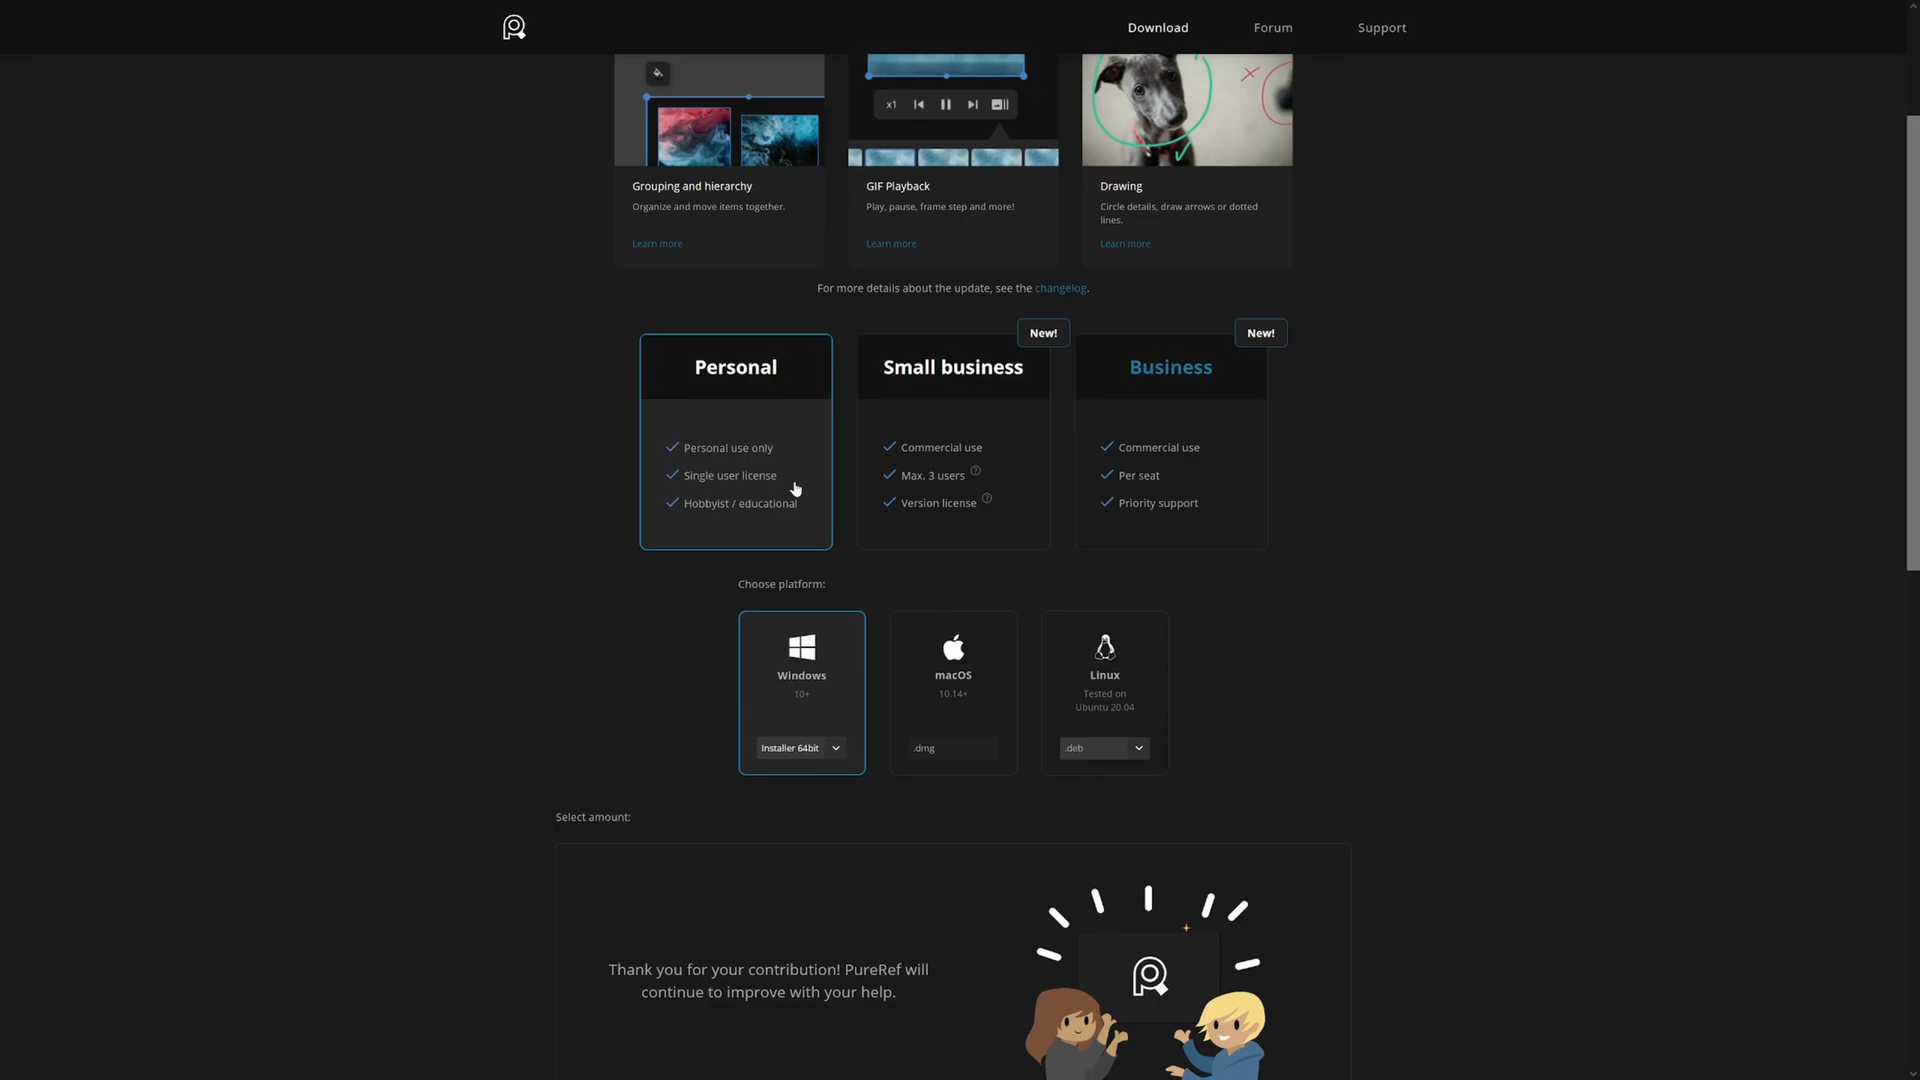 Download
Forum
Support
x1
Grouping and hierarchy
Organize and move items together.
Learn more
GIF Playback
Play, pause, frame step and more!
Learn more
Drawing
Circle details, draw arrows or dotted
lines.
Learn more
For more details about the update, see the changelog.
Personal
Personal use only
Single user license
Hobbyist / educational
New!
Small business
Commercial use
Max. 3 users
Version license
New!
Business
Commercial use
Per seat
Priority support
Choose platform:
Windows
10+
Installer 64bit
macOS
10.14+
.dmg
Linux
Tested on
Ubuntu 20.04
.deb
Select amount:
Thank you for your contribution! PureRef will
continue to improve with your help.